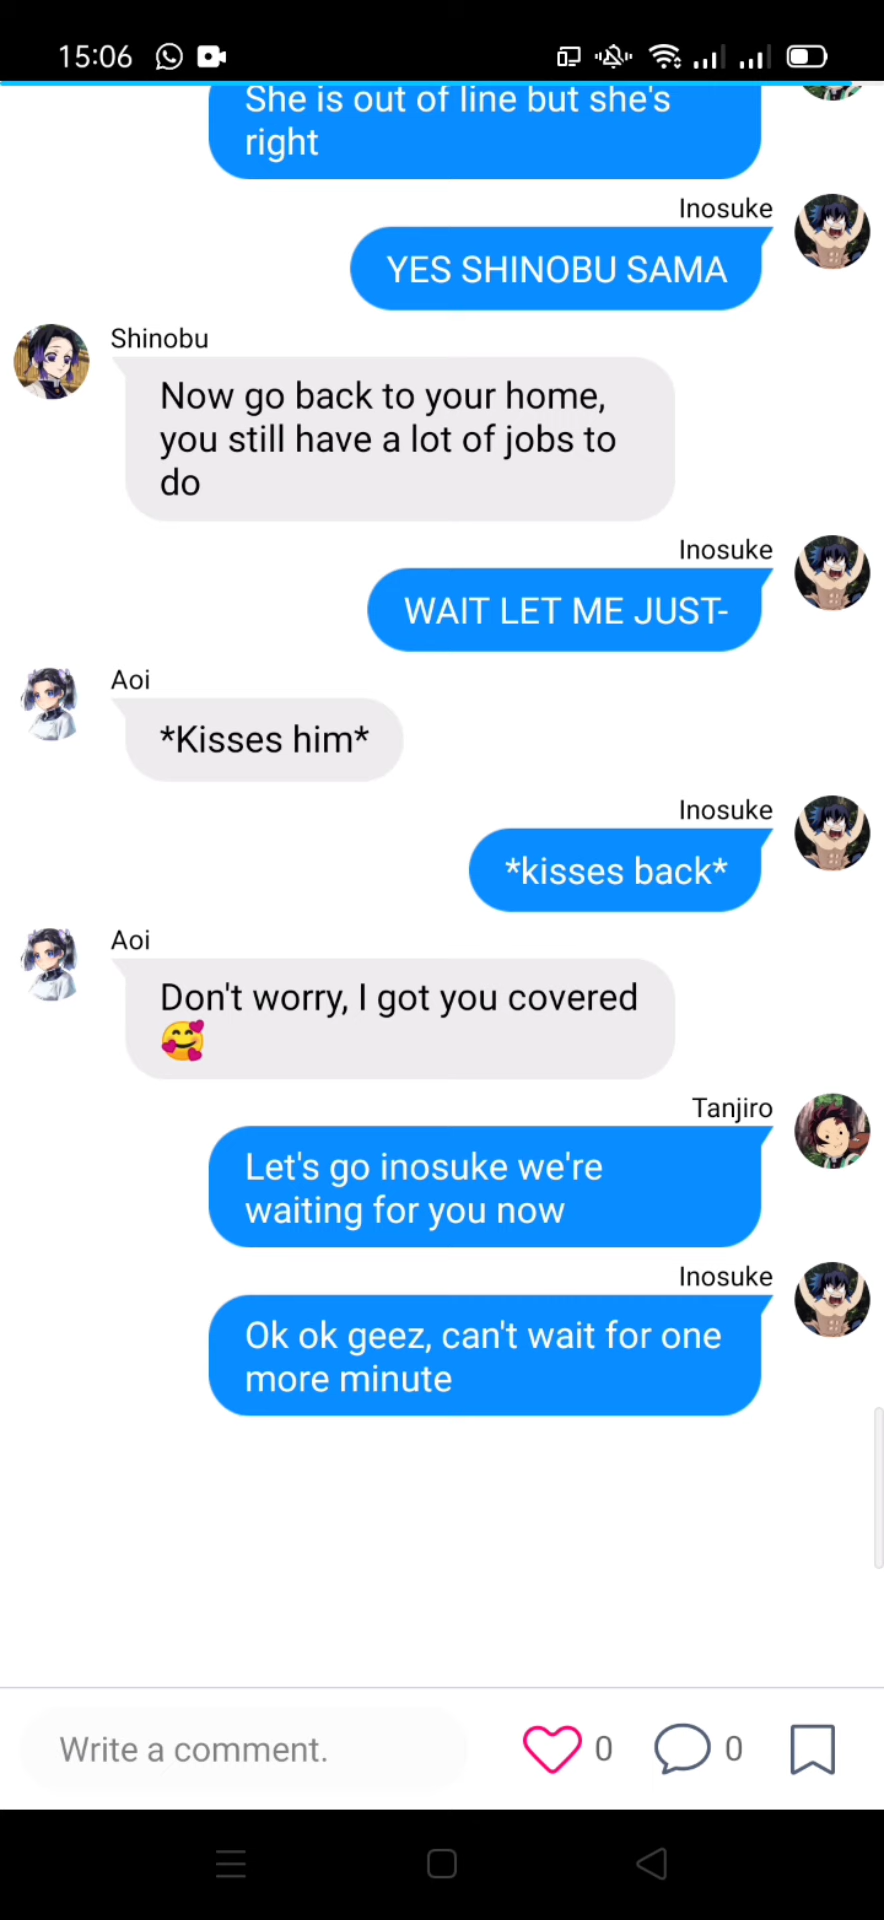 15:06
She is out of line but she's
right
Inosuke
YES SHINOBU SAMA
Shinobu
Now go back to your home,
you still have a lot of jobs to
do
Inosuke
WAIT LET ME JUST-
Aoi
*Kisses him*
Inosuke
*kisses back*
Aoi
Don't worry, I got you covered
🥰
Tanjiro
Let's go inosuke we're
waiting for you now
Inosuke
Ok ok geez, can't wait for one
more minute
Write a comment. 0 0